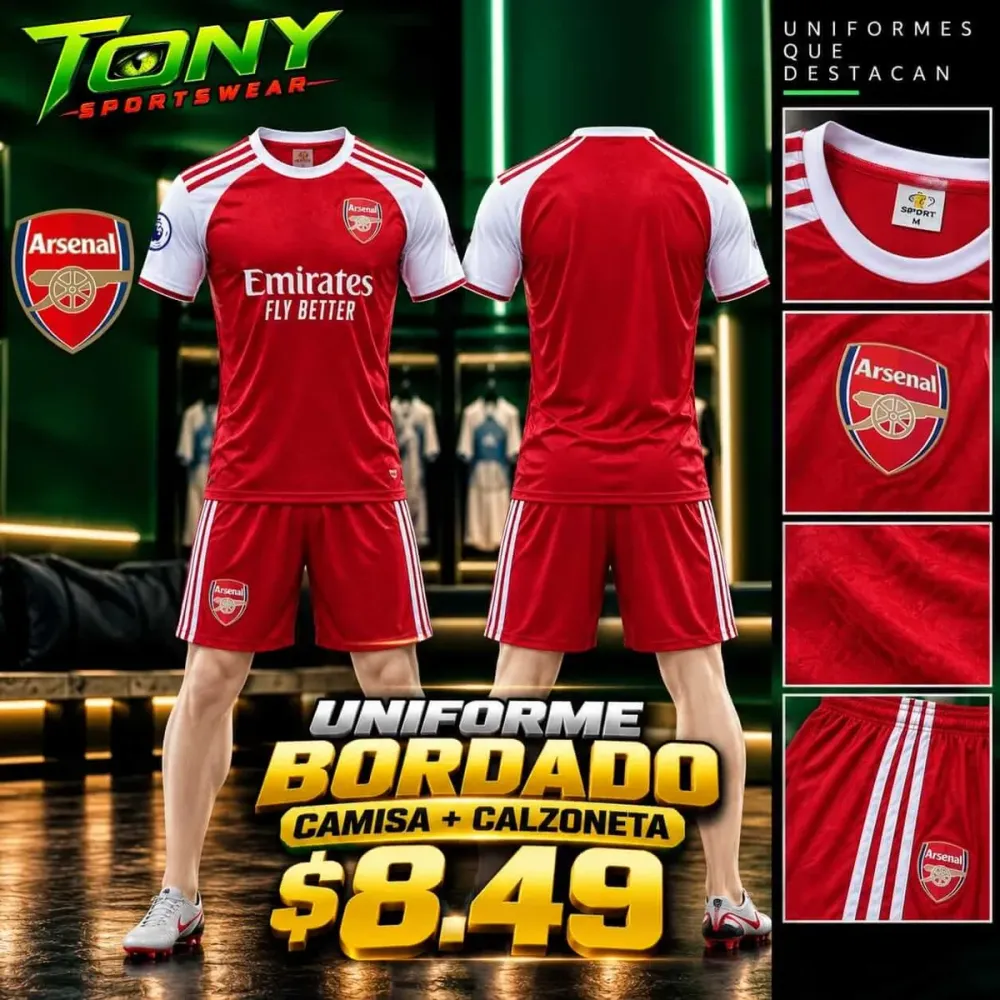 TONY
SPORTSWEAR
UNIFORMES
QUE
DESTACAN
Arsenal
Arsenal
Emirates
FLY BETTER
Arsenal
SPORT
M
Arsenal
Arsenal
UNIFORME
BORDADO
CAMISA + CALZONETA
$8.49